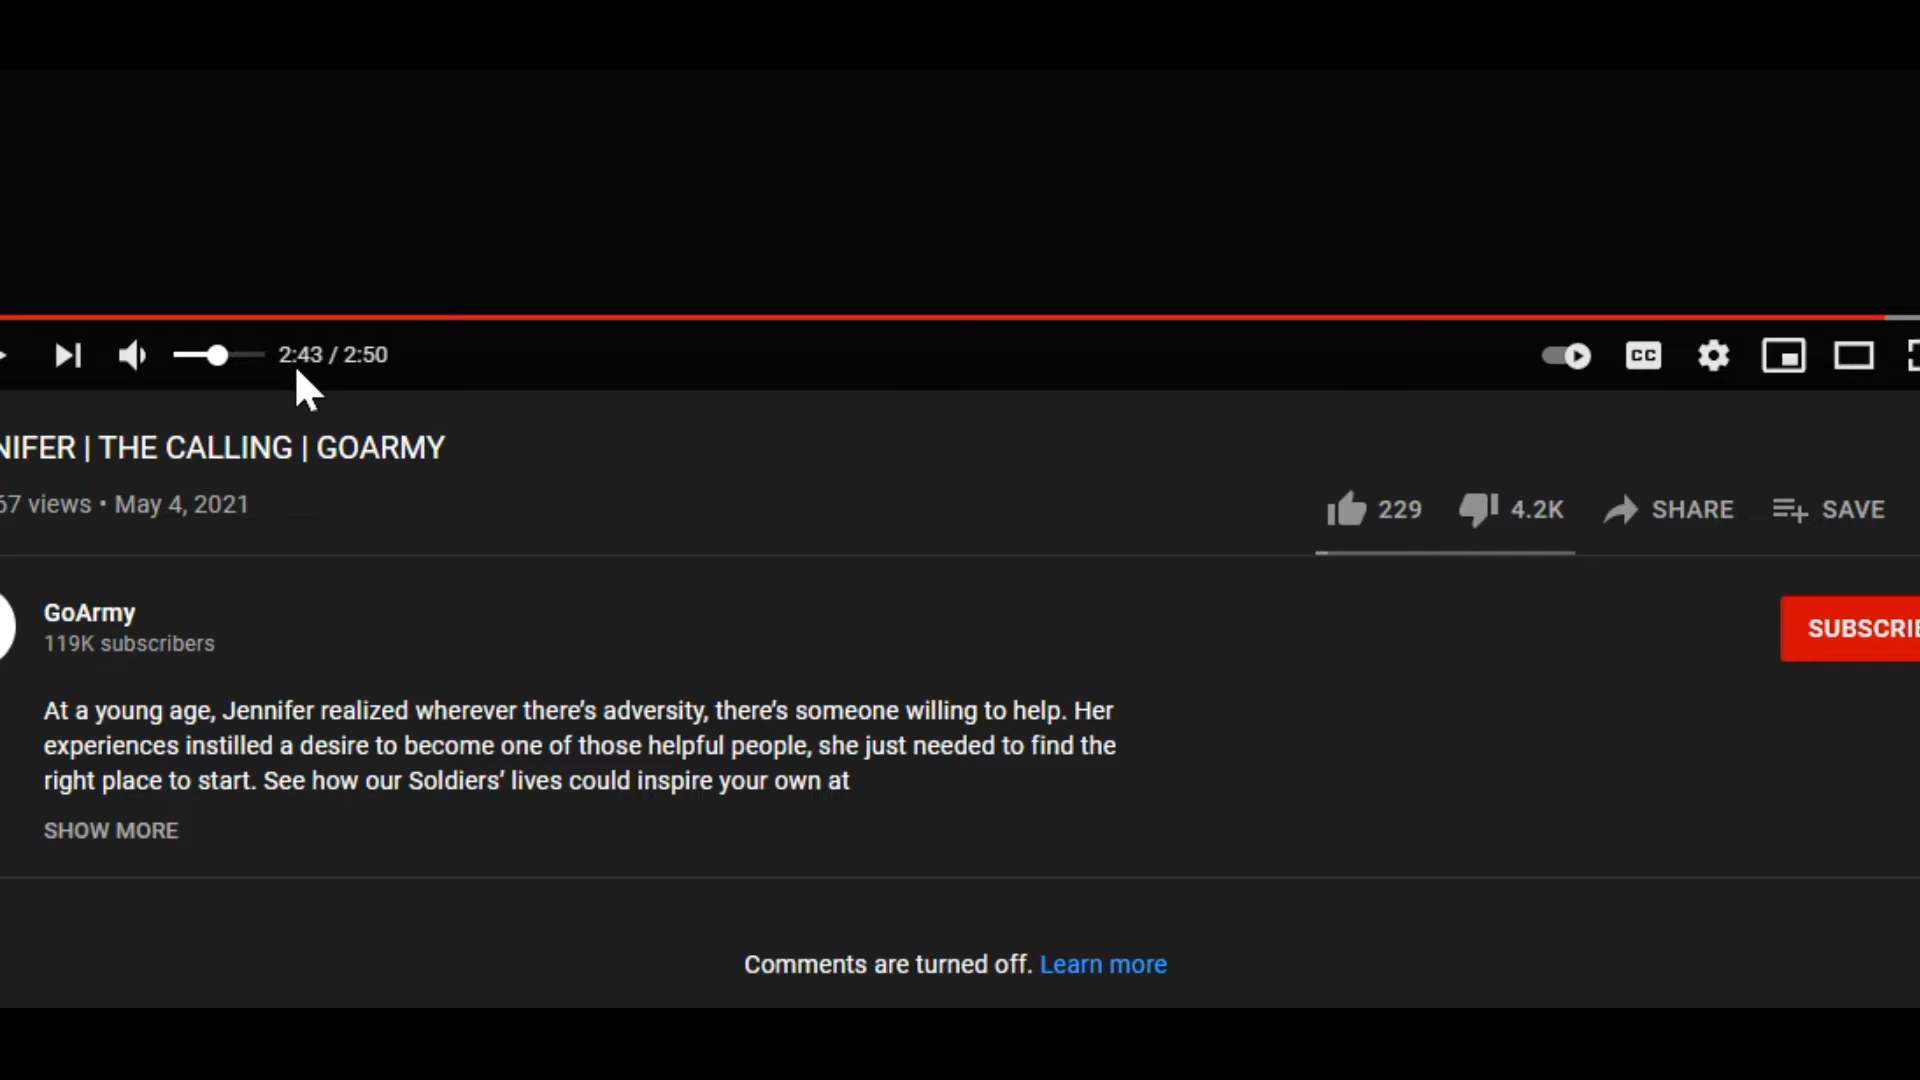 2:43 / 2:50
CC
NIFER | THE CALLING | GOARMY
67 views • May 4, 2021
229
4.2K
SHARE
SAVE
GoArmy
119K subscribers
SUBSCRIB
At a young age, Jennifer realized wherever there’s adversity, there’s someone willing to help. Her
experiences instilled a desire to become one of those helpful people, she just needed to find the
right place to start. See how our Soldiers’ lives could inspire your own at
SHOW MORE
Comments are turned off. Learn more